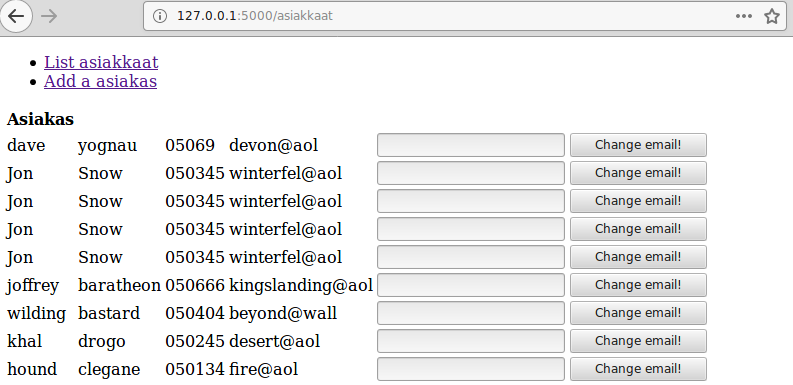 127.0.0.1:5000/asiakkaat
List asiakkaat
Add a asiakas
Asiakas
dave yognau 05069 devon@aol Change email!
Jon Snow 050345 winterfel@aol Change email!
Jon Snow 050345 winterfel@aol Change email!
Jon Snow 050345 winterfel@aol Change email!
Jon Snow 050345 winterfel@aol Change email!
joffrey baratheon 050666 kingslanding@aol Change email!
wilding bastard 050404 beyond@wall Change email!
khal drogo 050245 desert@aol Change email!
hound clegane 050134 fire@aol Change email!